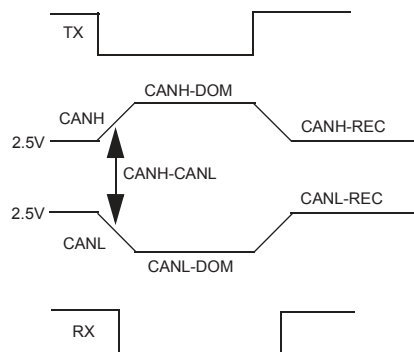 TX
CANH-DOM
CANH
CANH-REC
2.5V
CANH-CANL
2.5V
CANL-REC
CANL
CANL-DOM
RX